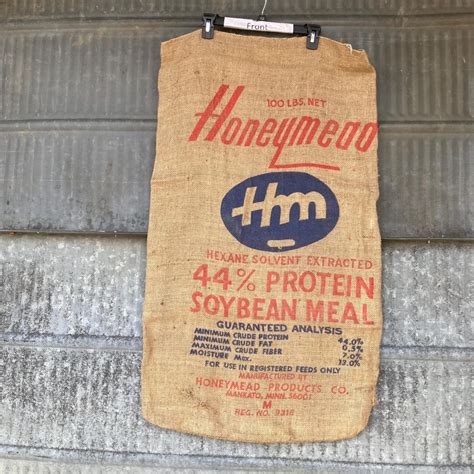 Front
100 LBS. NET
Honeymead
Hm
HEXANE SOLVENT EXTRACTED
44% PROTEIN
SOYBEAN MEAL
GUARANTEED ANALYSIS
MINIMUM CRUDE PROTEIN 44.0%
MINIMUM CRUDE FAT 0.5%
MAXIMUM CRUDE FIBER 7.0%
MOISTURE MAX. 13.0%
FOR USE IN REGISTERED FEEDS ONLY
MANUFACTURED BY
HONEYMEAD PRODUCTS CO.
MANKATO, MINN. 56001
M
REG. NO. 9318